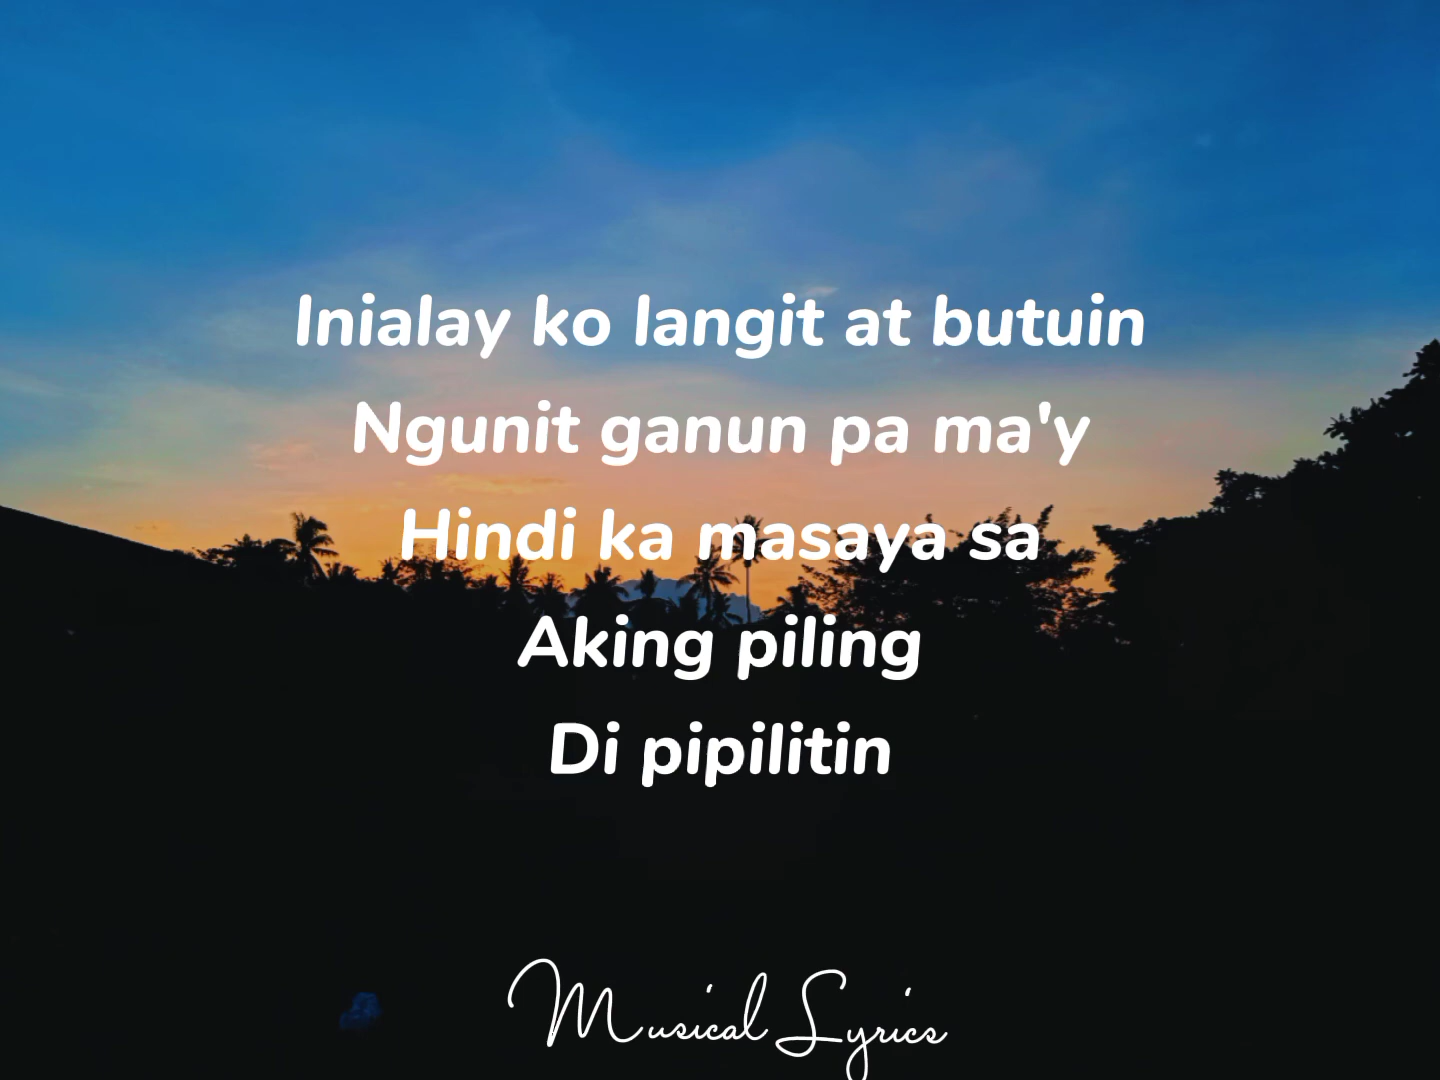 Inialay ko langit at butuin
Ngunit ganun pa ma'y
Hindi ka masaya sa
Aking piling
Di pipilitin
Musical Lyrics